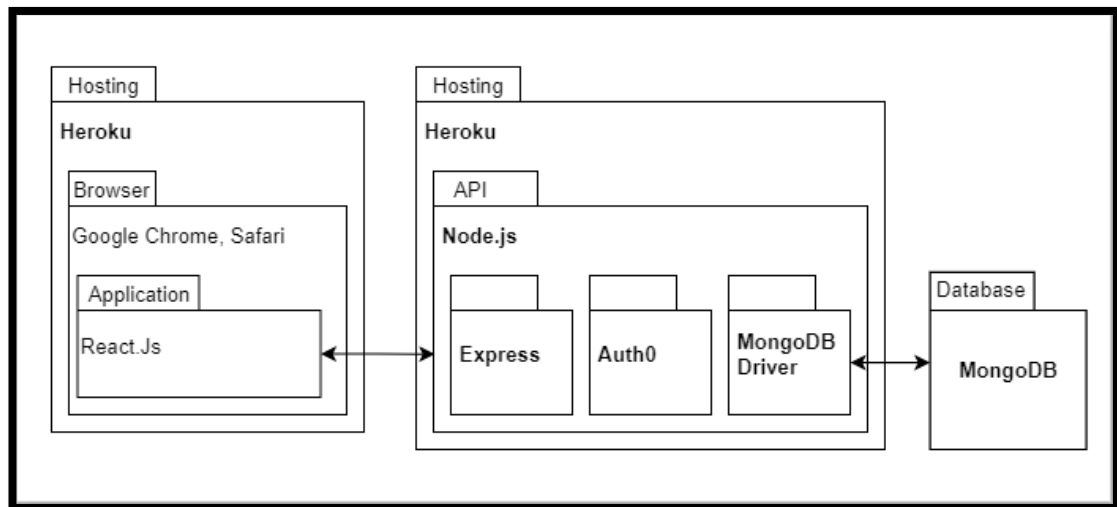 Hosting
Heroku
Browser
Google Chrome, Safari
Application
React.Js
Hosting
Heroku
API
Node.js
Express
Auth0
MongoDB
Driver
Database
MongoDB